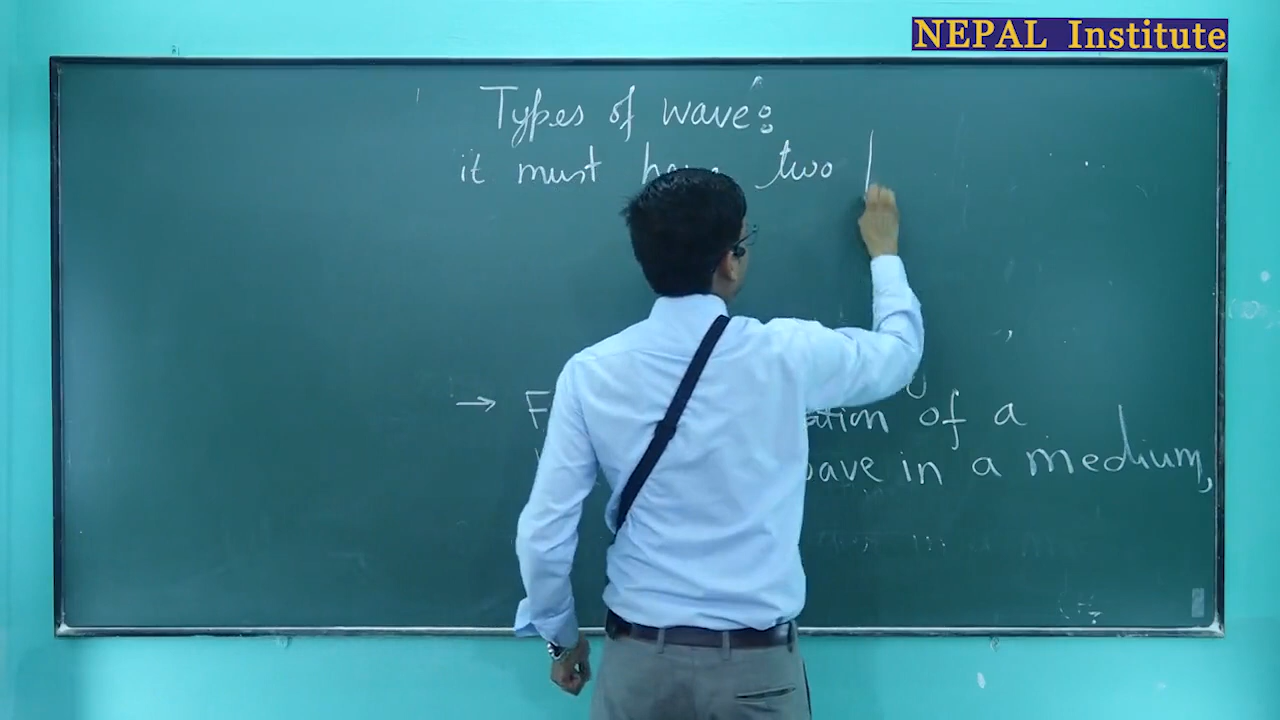 NEPAL Institute
Types of wave:
it must have two
→ F ation of a
wave in a medium,